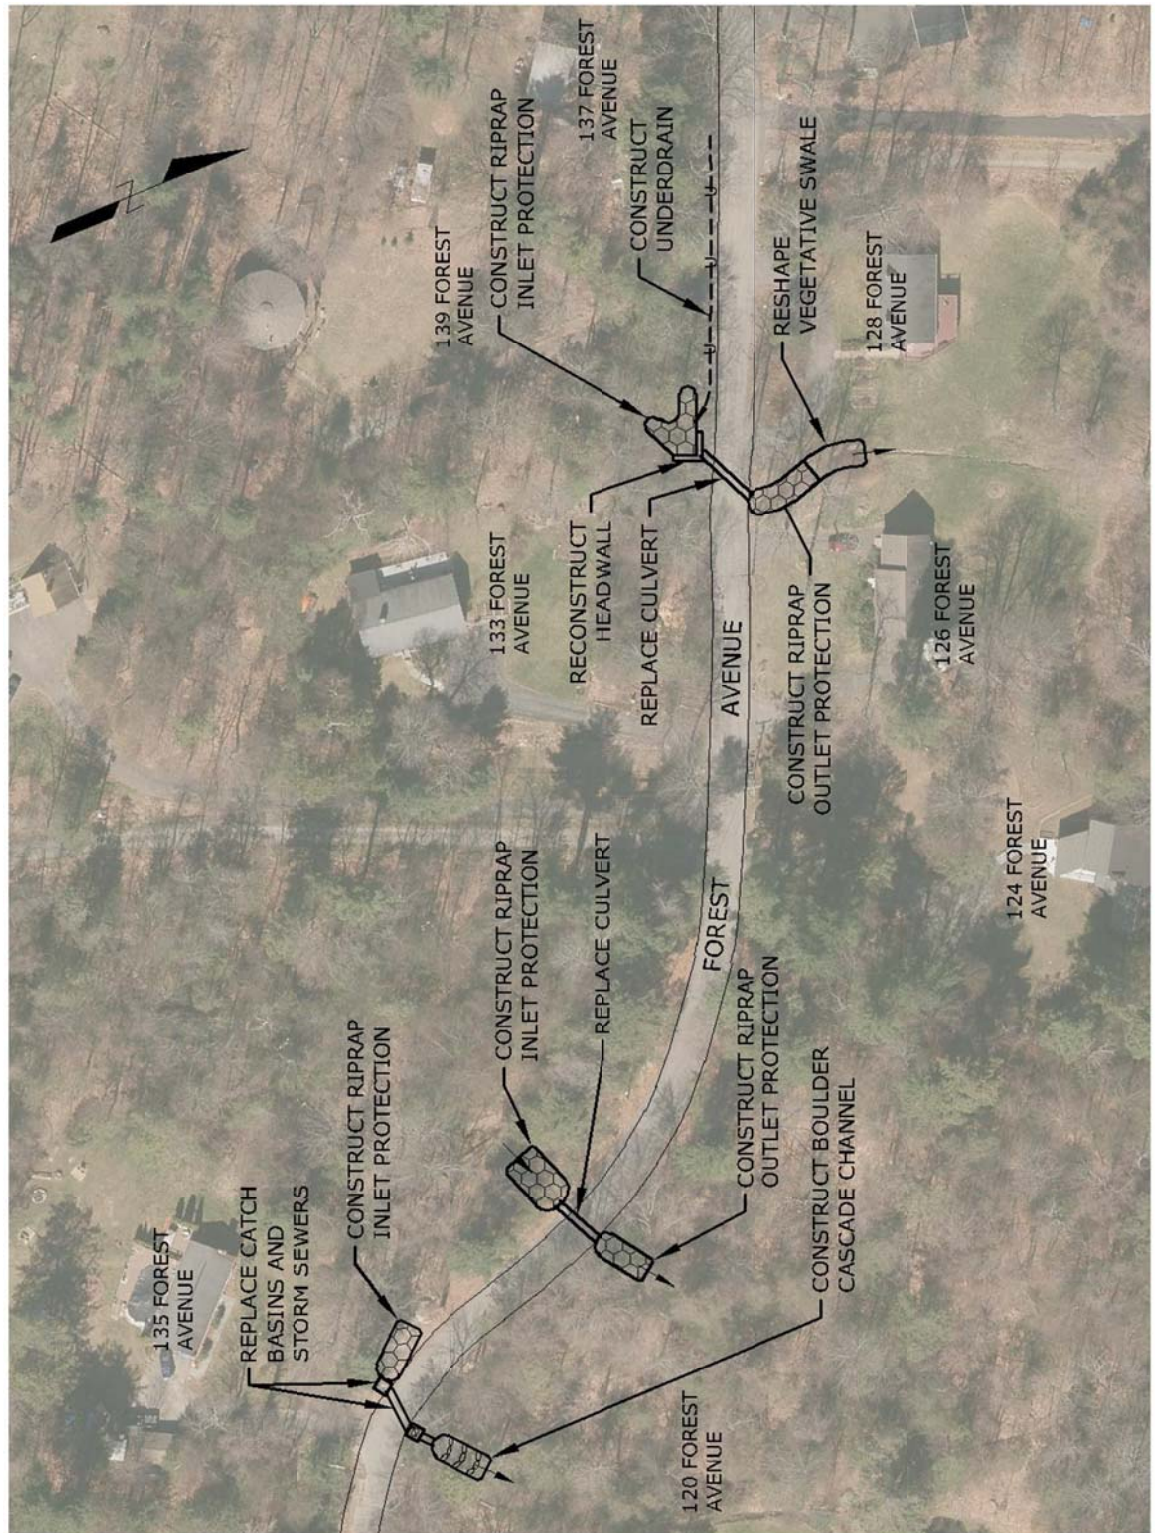 N
135 FOREST
AVENUE
REPLACE CATCH
BASINS AND
STORM SEWERS
CONSTRUCT RIPRAP
INLET PROTECTION
139 FOREST
AVENUE
CONSTRUCT RIPRAP
INLET PROTECTION
137 FOREST
AVENUE
133 FOREST
AVENUE
CONSTRUCT RIPRAP
INLET PROTECTION
RECONSTRUCT
HEADWALL
REPLACE CULVERT
REPLACE CULVERT
CONSTRUCT
UNDERDRAIN
U
U
U
FOREST
AVENUE
120 FOREST
AVENUE
CONSTRUCT RIPRAP
OUTLET PROTECTION
CONSTRUCT RIPRAP
OUTLET PROTECTION
RESHAPE
VEGETATIVE SWALE
CONSTRUCT BOULDER
CASCADE CHANNEL
128 FOREST
AVENUE
126 FOREST
AVENUE
124 FOREST
AVENUE